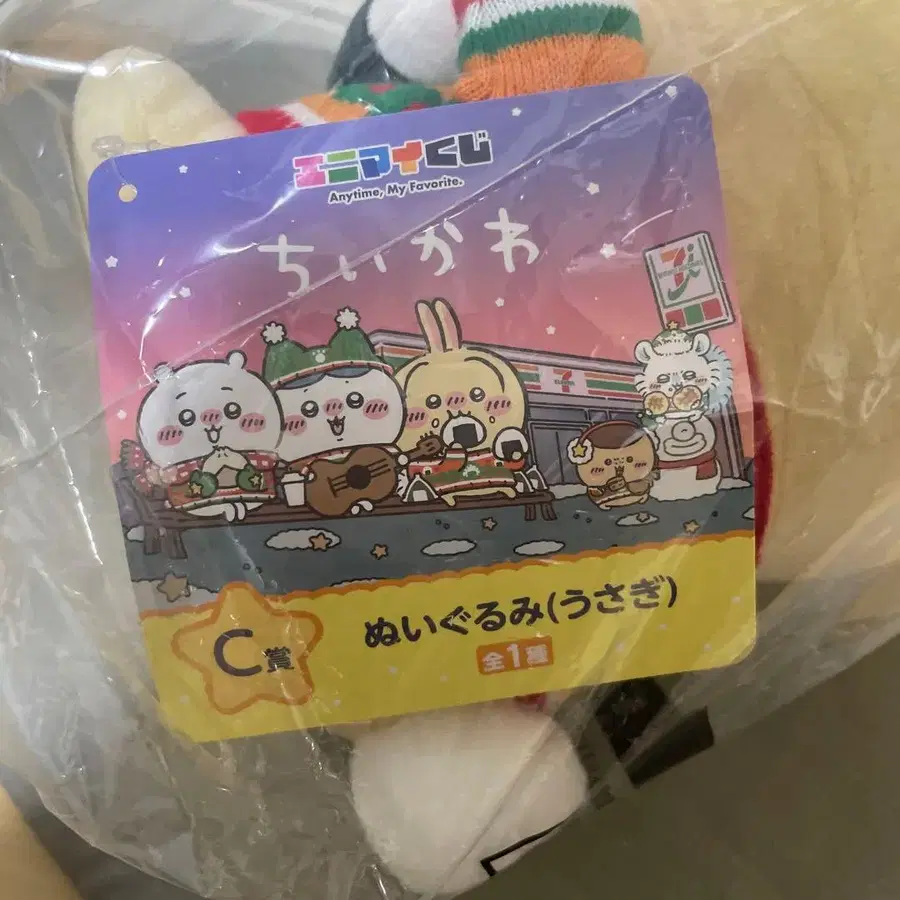 エニマイくじ
Anytime, My Favorite.
ちいかわ
C賞
ぬいぐるみ(うさぎ)
全1種